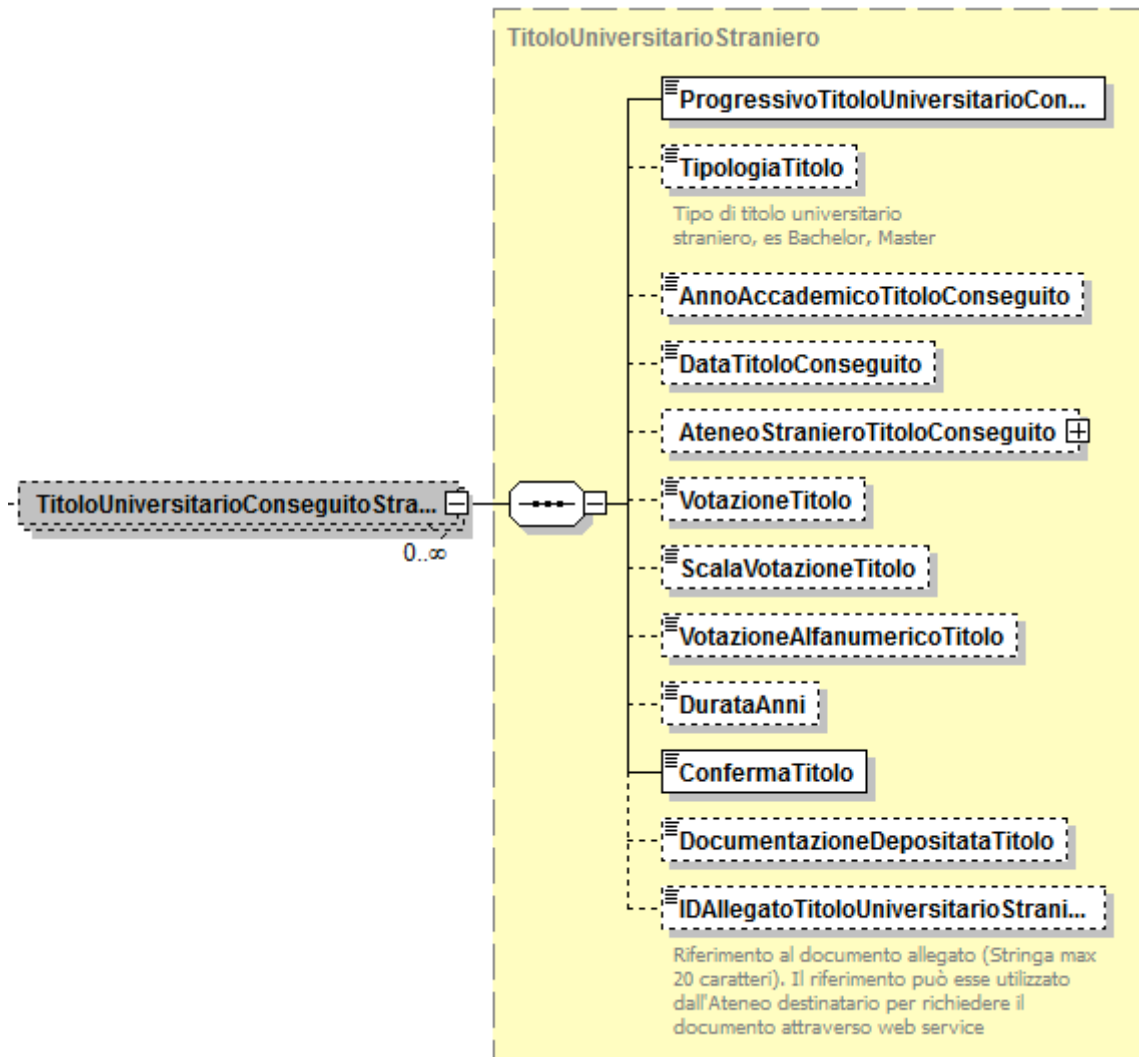 TitoloUniversitarioStraniero
ProgressivoTitoloUniversitarioCon...
TipologiaTitolo
Tipo di titolo universitario
straniero, es Bachelor, Master
AnnoAccademicoTitoloConseguito
DataTitoloConseguito
AteneoStranieroTitoloConseguito
TitoloUniversitarioConseguitoStra...
0..∞
VotazioneTitolo
ScalaVotazioneTitolo
VotazioneAlfanumericoTitolo
DurataAnni
ConfermaTitolo
DocumentazioneDepositataTitolo
IDAllegatoTitoloUniversitarioStrani...
Riferimento al documento allegato (Stringa max
20 caratteri). Il riferimento può esse utilizzato
dall'Ateneo destinatario per richiedere il
documento attraverso web service